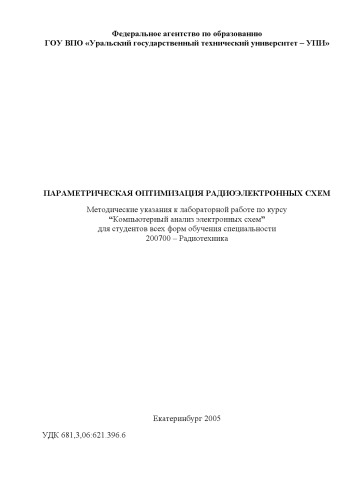 Федеральное агентство по образованию
ГОУ ВПО «Уральский государственный технический университет – УПИ»
ПАРАМЕТРИЧЕСКАЯ ОПТИМИЗАЦИЯ РАДИОЭЛЕКТРОННЫХ СХЕМ
Методические указания к лабораторной работе по курсу
“Компьютерный анализ электронных схем”
для студентов всех форм обучения специальности
200700 – Радиотехника
Екатеринбург 2005
УДК 681,3,06:621.396.6